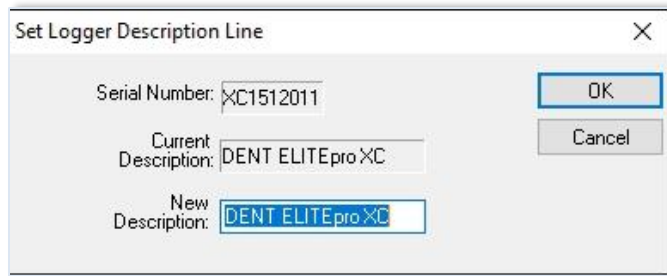 Set Logger Description Line
Serial Number: XC1512011
OK
Current
Description: DENT ELITEpro XC
Cancel
New
Description: DENT ELITEpro XC